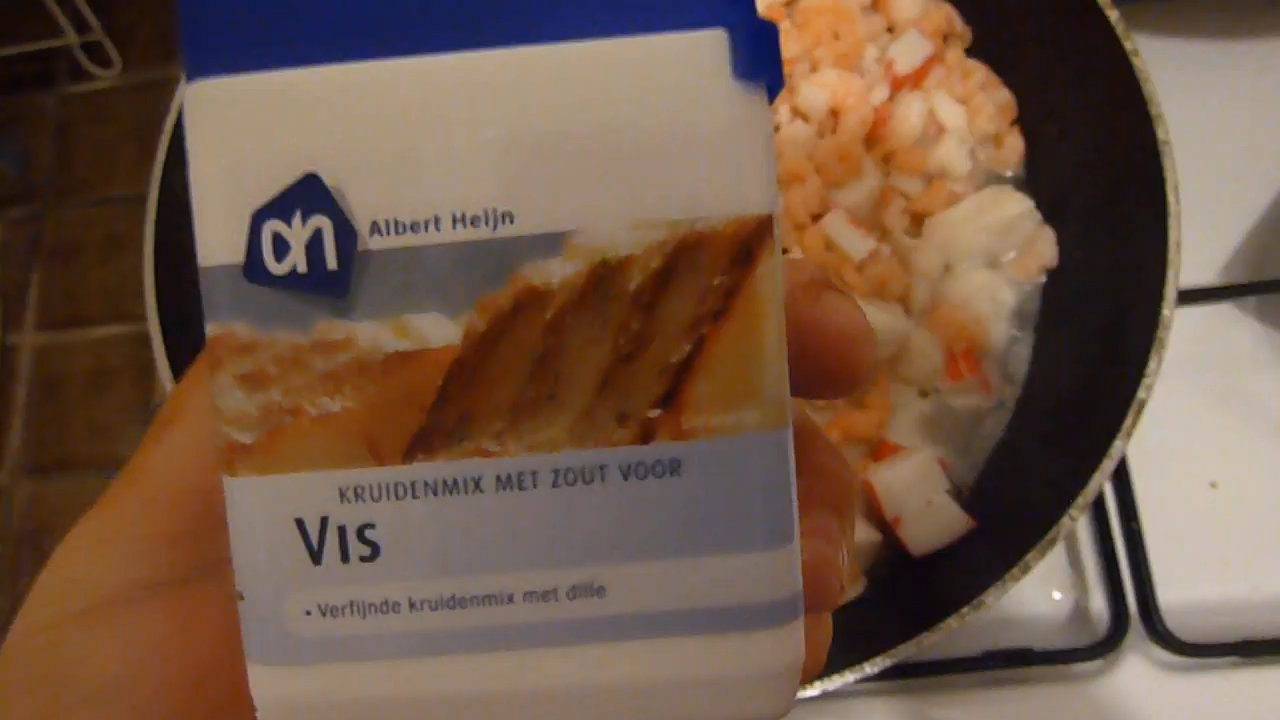 ah Albert Heijn
KRUIDENMIX MET ZOUT VOOR
VIS
• Verfijnde kruidenmix met dille